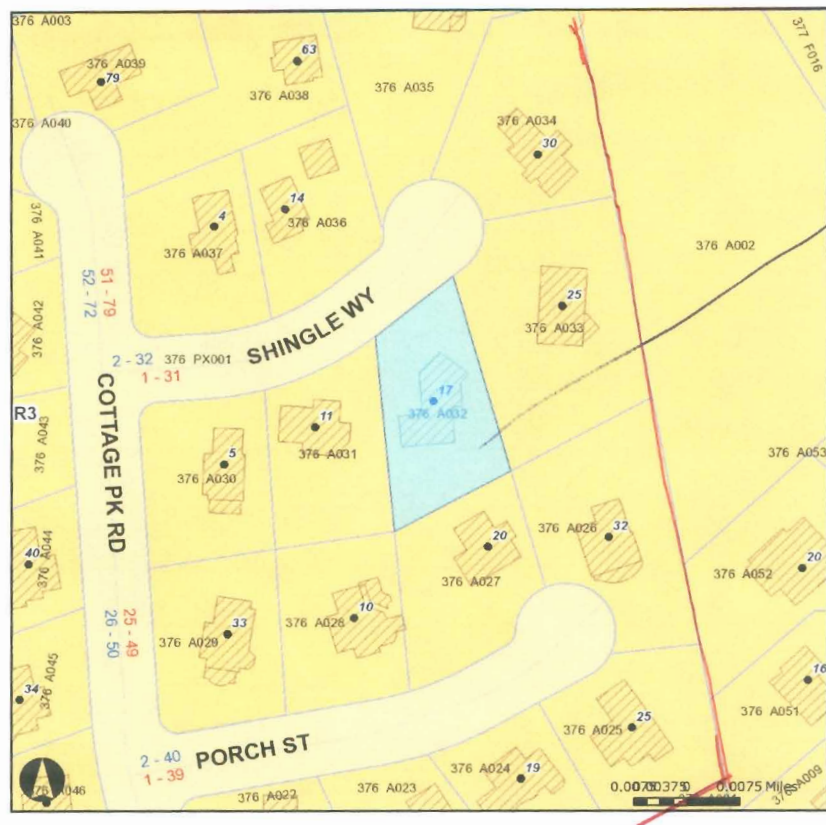 376 A003
376 A039
79
63
376 A038
376 A035
376 A034
30
377 F016
376 A040
14
376 A036
4
376 A037
376 A041
376 A002
51 - 79
52 - 72
25
376 A033
376 A042
2 - 32
376 PX001
SHINGLE WY
1 - 31
17
376 A032
R3
376 A043
COTTAGE PK RD
11
376 A031
5
376 A030
376 A053
20
376 A027
376 A026
32
40
376 A044
376 A052
20
10
376 A028
33
376 A029
25 - 49
26 - 50
34
376 A045
16
376 A051
25
376 A025
2 - 40
1 - 39
PORCH ST
376 A024
19
376 A023
376 A022
376 A009
Miles